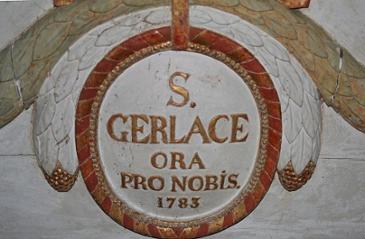 S.
GERLACE
ORA
PRO NOBIS.
1783